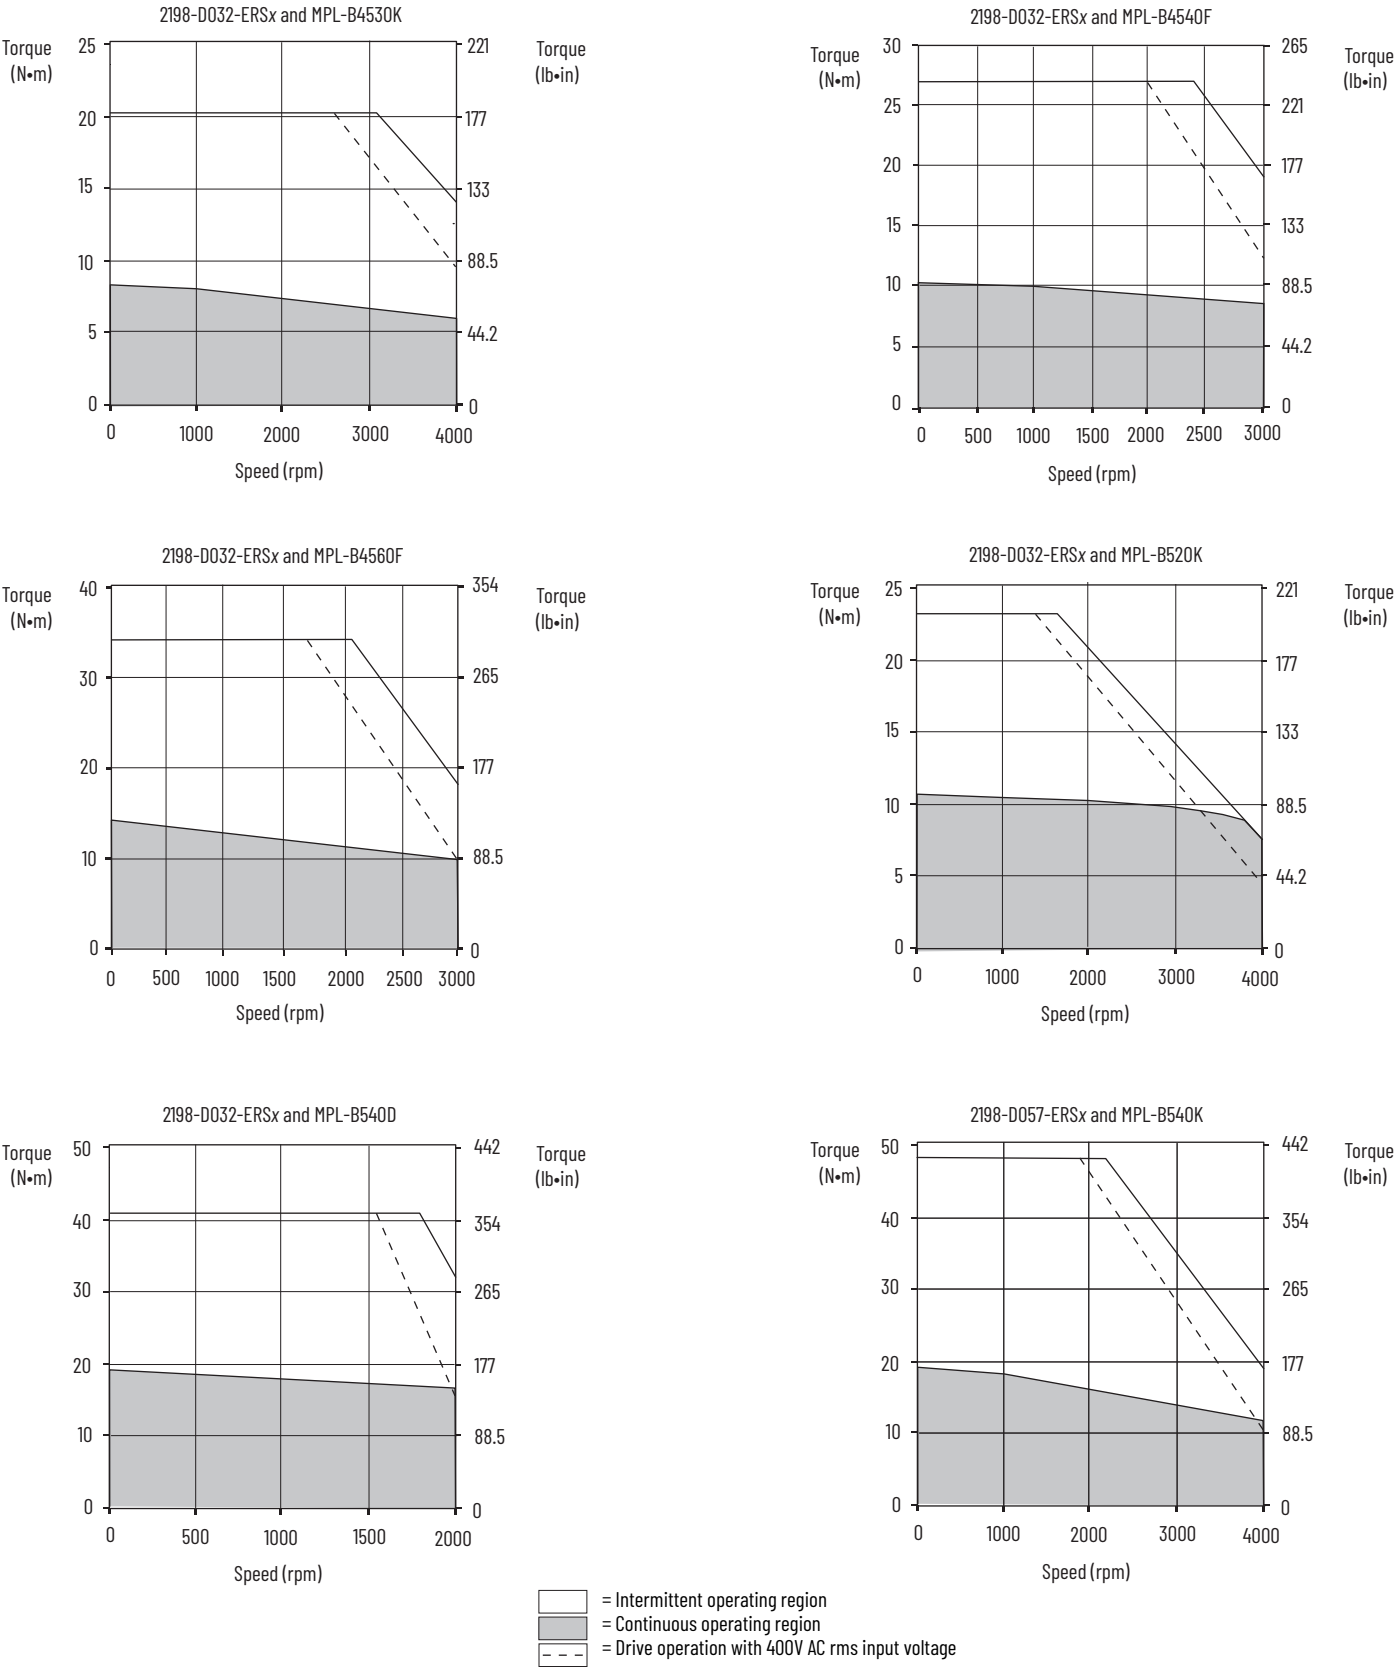 2198-D032-ERSx and MPL-B4530K
Torque
(N•m)
25
20
15
10
5
0
221
177
133
88.5
44.2
0
Torque
(lb•in)
0 1000 2000 3000 4000
Speed (rpm)
2198-D032-ERSx and MPL-B4540F
Torque
(N•m)
30
25
20
15
10
5
0
265
221
177
133
88.5
44.2
0
Torque
(lb•in)
0 500 1000 1500 2000 2500 3000
Speed (rpm)
2198-D032-ERSx and MPL-B4560F
Torque
(N•m)
40
30
20
10
0
354
265
177
88.5
0
Torque
(lb•in)
0 500 1000 1500 2000 2500 3000
Speed (rpm)
2198-D032-ERSx and MPL-B520K
Torque
(N•m)
25
20
15
10
5
0
221
177
133
88.5
44.2
0
Torque
(lb•in)
0 1000 2000 3000 4000
Speed (rpm)
2198-D032-ERSx and MPL-B540D
Torque
(N•m)
50
40
30
20
10
0
442
354
265
177
88.5
0
Torque
(lb•in)
0 500 1000 1500 2000
Speed (rpm)
2198-D057-ERSx and MPL-B540K
Torque
(N•m)
50
40
30
20
10
0
442
354
265
177
88.5
0
Torque
(lb•in)
0 1000 2000 3000 4000
Speed (rpm)
= Intermittent operating region
= Continuous operating region
= Drive operation with 400V AC rms input voltage